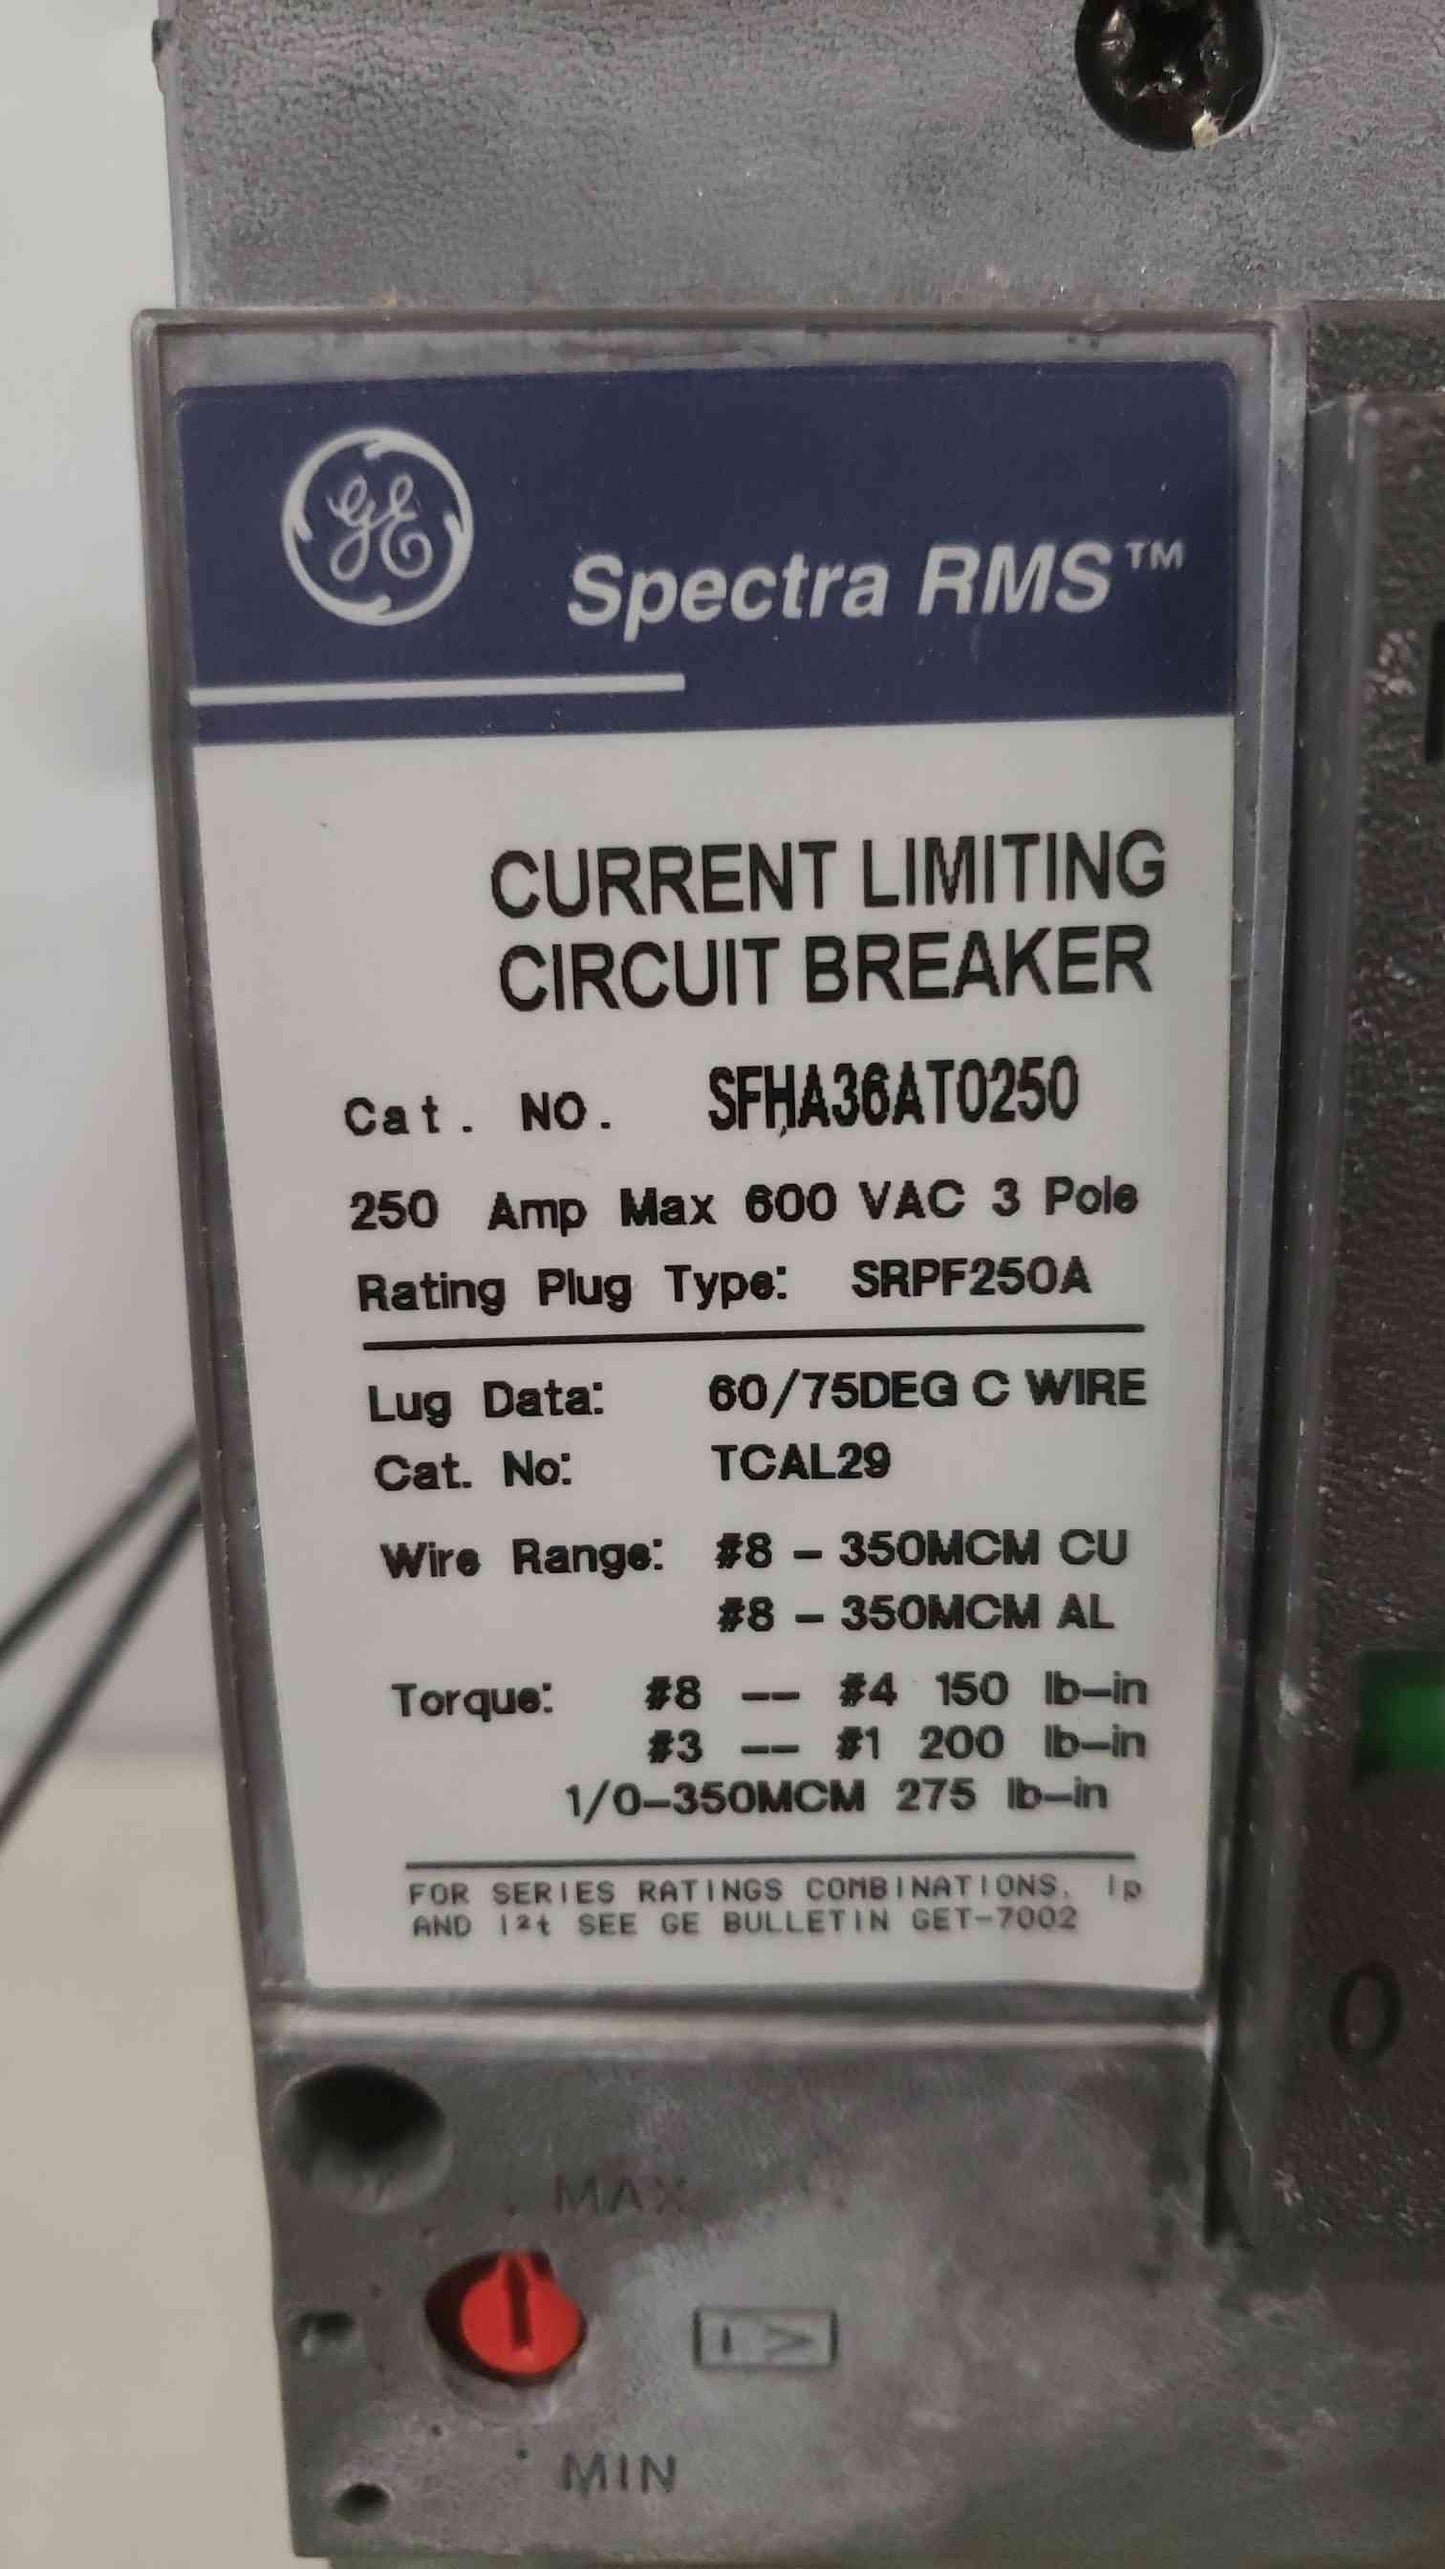 GE
Spectra RMS™
CURRENT LIMITING
CIRCUIT BREAKER
Cat. NO. SFHA36AT0250
250 Amp Max 600 VAC 3 Pole
Rating Plug Type: SRPF250A
Lug Data: 60/75DEG C WIRE
Cat. No: TCAL29
Wire Range: #8 – 350MCM CU
#8 – 350MCM AL
Torque: #8 –– #4 150 lb–in
#3 –– #1 200 lb–in
1/0–350MCM 275 lb–in
FOR SERIES RATINGS COMBINATIONS, Ip
AND I²t SEE GE BULLETIN GET-7002
O
MAX
I >
MIN